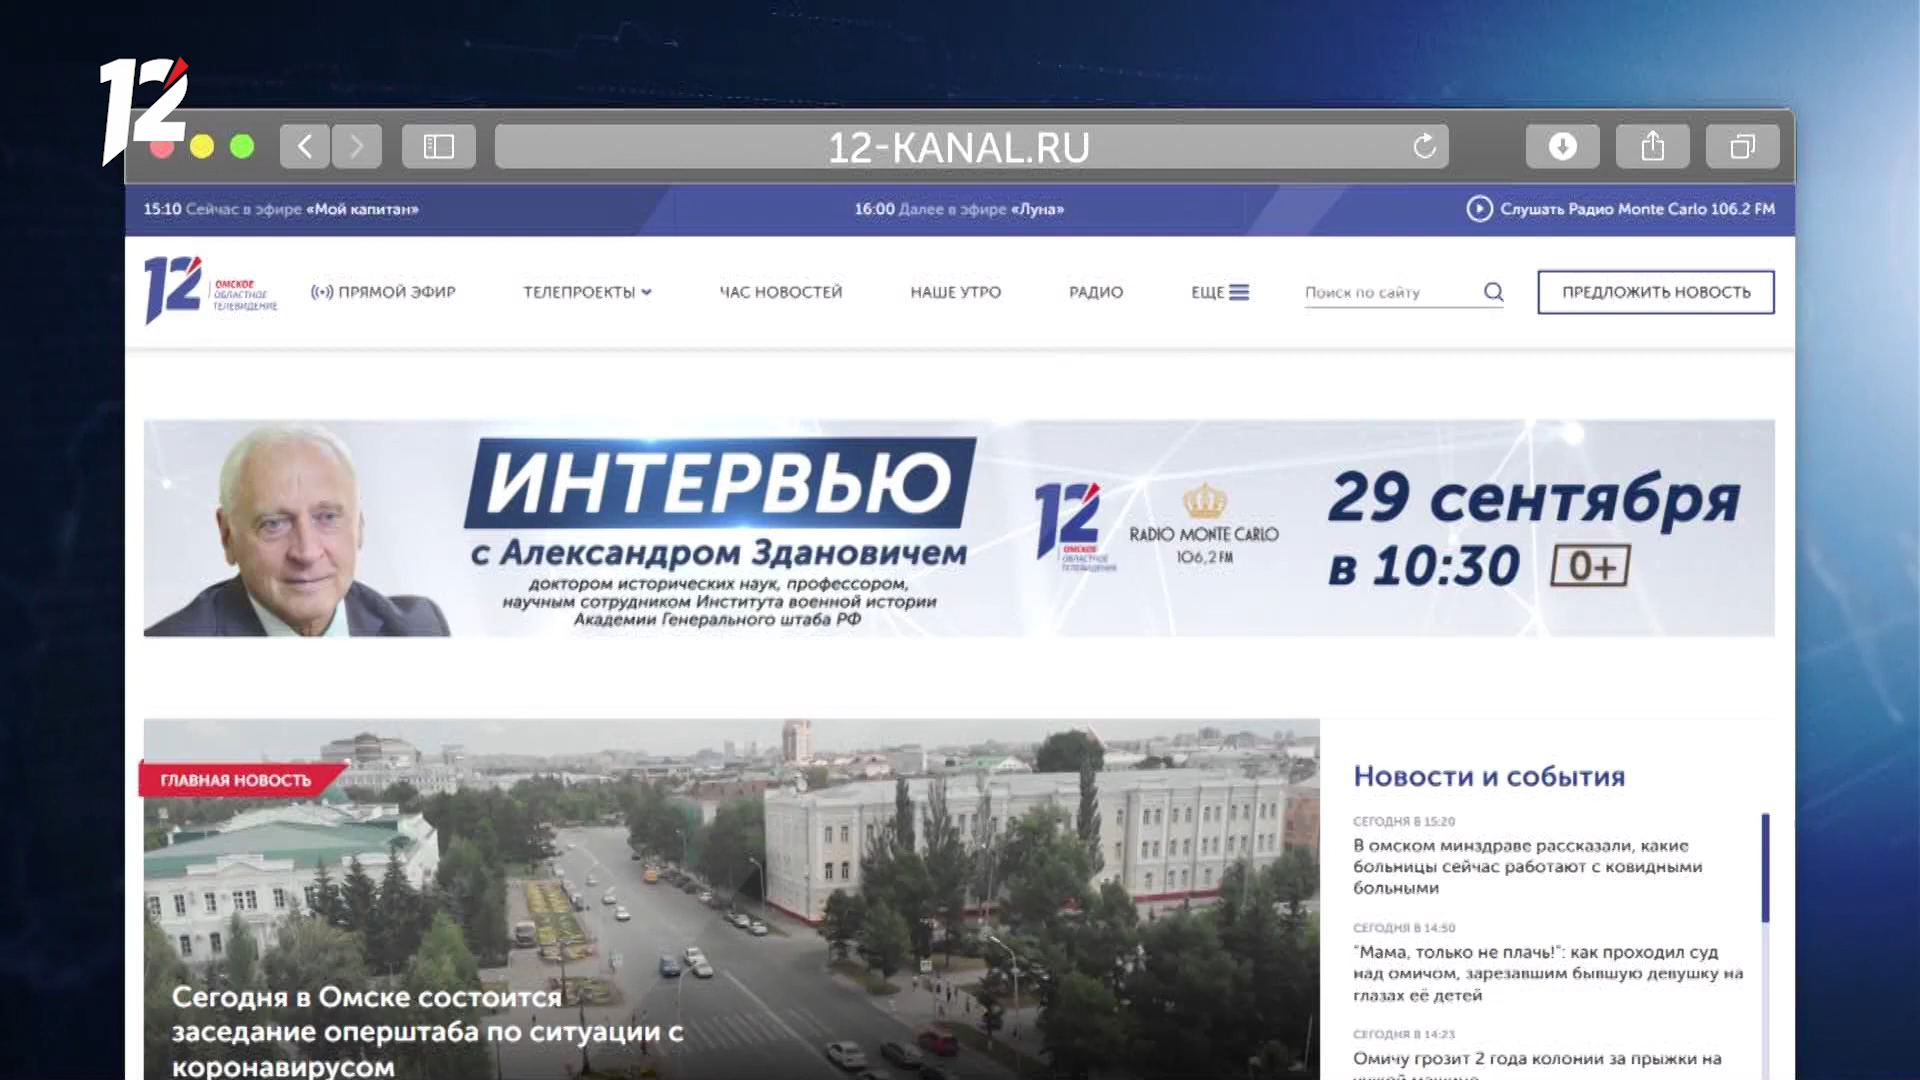 12
12-KANAL.RU
15:10 Сейчас в эфире «Мой капитан»
16:00 Далее в эфире «Луна»
Слушать Радио Monte Carlo 106.2 FM
12 ОМСКОЕ
ОБЛАСТНОЕ
ТЕЛЕВИДЕНИЕ
ПРЯМОЙ ЭФИР
ТЕЛЕПРОЕКТЫ
ЧАС НОВОСТЕЙ
НАШЕ УТРО
РАДИО
ЕЩЕ
Поиск по сайту
ПРЕДЛОЖИТЬ НОВОСТЬ
ИНТЕРВЬЮ
с Александром Здановичем
доктором исторических наук, профессором,
научным сотрудником Института военной истории
Академии Генерального штаба РФ
12
ОМСКОЕ
ОБЛАСТНОЕ
ТЕЛЕВИДЕНИЕ
RADIO MONTE CARLO
106,2 FM
29 сентября
в 10:30 0+
ГЛАВНАЯ НОВОСТЬ
Сегодня в Омске состоится
заседание оперштаба по ситуации с
коронавирусом
Новости и события
СЕГОДНЯ В 15:20
В омском минздраве рассказали, какие
больницы сейчас работают с ковидными
больными
СЕГОДНЯ В 14:50
"Мама, только не плачь!": как проходил суд
над омичом, зарезавшим бывшую девушку на
глазах её детей
СЕГОДНЯ В 14:23
Омичу грозит 2 года колонии за прыжки на